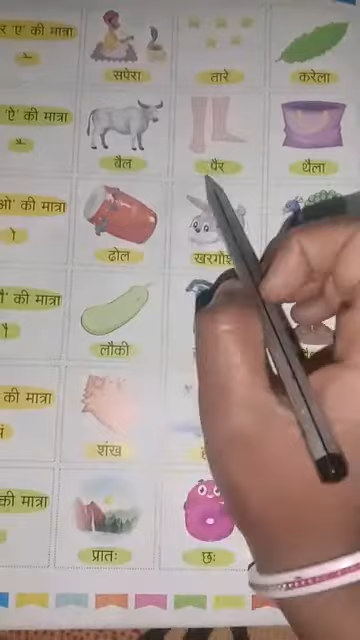 र 'ए' की मात्रा
सपेरा
तारे
करेला
'ऐ' की मात्रा
बैल
पैर
थैला
ओ' की मात्रा
ढोल
की मात्रा
लौकी
की मात्रा
शंख
की मात्रा
प्रातः
छः